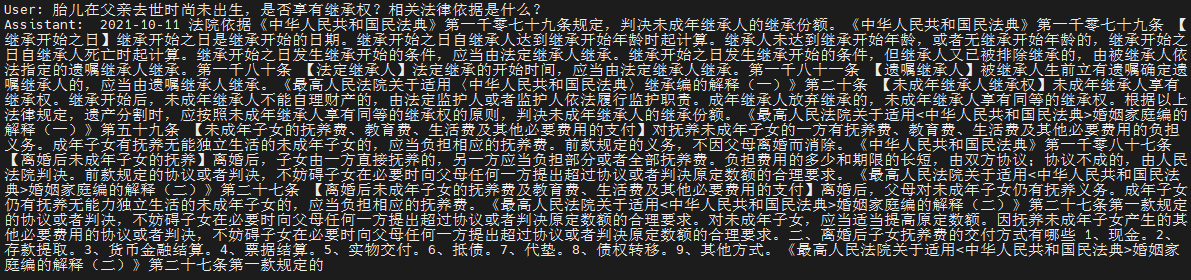 User: 胎儿在父亲去世时尚未出生，是否享有继承权？相关法律依据是什么？
Assistant:  2021-10-11 法院依据《中华人民共和国民法典》第一千零七十九条规定，判决未成年继承人的继承份额。《中华人民共和国民法典》第一千零七十九条 【
继承开始之日】继承开始之日是继承开始的日期。继承开始之日自继承人达到继承开始年龄时起计算。继承人未达到继承开始年龄，或者无继承开始年龄的，继承开始之
日自继承人死亡时起计算。继承开始之日发生继承开始的条件，应当由法定继承人继承。继承开始之日发生继承开始的条件，但继承人又已被排除继承的，由被继承人依
法指定的遗嘱继承人继承。第一千八十条 【法定继承人】法定继承的开始时间，应当由法定继承人继承。第一千八十一条 【遗嘱继承人】被继承人生前立有遗嘱确定遗
嘱继承人的，应当由遗嘱继承人继承。《最高人民法院关于适用〈中华人民共和国民法典〉继承编的解释（一）》第二十条 【未成年继承人继承权】未成年继承人享有
继承权。继承开始后，未成年继承人不能自理财产的，由法定监护人或者监护人依法履行监护职责。成年继承人放弃继承的，未成年继承人享有同等的继承权。根据以上
法律规定，遗产分割时，应按照未成年继承人享有同等的继承权的原则，判决未成年继承人的继承份额。《最高人民法院关于适用<中华人民共和国民法典>婚姻家庭编的
解释（一）》第五十九条 【未成年子女的抚养费、教育费、生活费及其他必要费用的支付】对抚养未成年子女的一方有抚养费、教育费、生活费及其他必要费用的负担
义务。成年子女有抚养无能独立生活的未成年子女的，应当负担相应的抚养费。前款规定的义务，不因父母离婚而消除。《中华人民共和国民法典》第一千零八十七条
【离婚后未成年子女的抚养】离婚后，子女由一方直接抚养的，另一方应当负担部分或者全部抚养费。负担费用的多少和期限的长短，由双方协议；协议不成的，由人民
法院判决。前款规定的协议或者判决，不妨碍子女在必要时向父母任何一方提出超过协议或者判决原定数额的合理要求。《最高人民法院关于适用<中华人民共和国民法
典>婚姻家庭编的解释（二）》第二十七条 【离婚后未成年子女的抚养费及教育费、生活费及其他必要费用的支付】离婚后，父母对未成年子女仍有抚养义务。成年子女
仍有抚养无能力独立生活的未成年子女的，应当负担相应的抚养费。《最高人民法院关于适用<中华人民共和国民法典>婚姻家庭编的解释（二）》第二十七条第一款规定
的协议或者判决，不妨碍子女在必要时向父母任何一方提出超过协议或者判决原定数额的合理要求。对未成年子女，应当适当提高原定数额。因抚养未成年子女产生的其
他必要费用的协议或者判决，不妨碍子女在必要时向父母任何一方提出超过协议或者判决原定数额的合理要求。二、离婚后子女抚养费的交付方式有哪些 1、现金。2、
存款提取。3、货币金融结算。4、票据结算。5、实物交付。6、抵债。7、代垫。8、债权转移。9、其他方式。《最高人民法院关于适用<中华人民共和国民法典>婚姻家
庭编的解释（二）》第二十七条第一款规定的